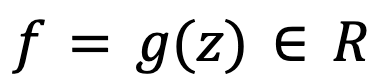 f = g(z) ∈ R